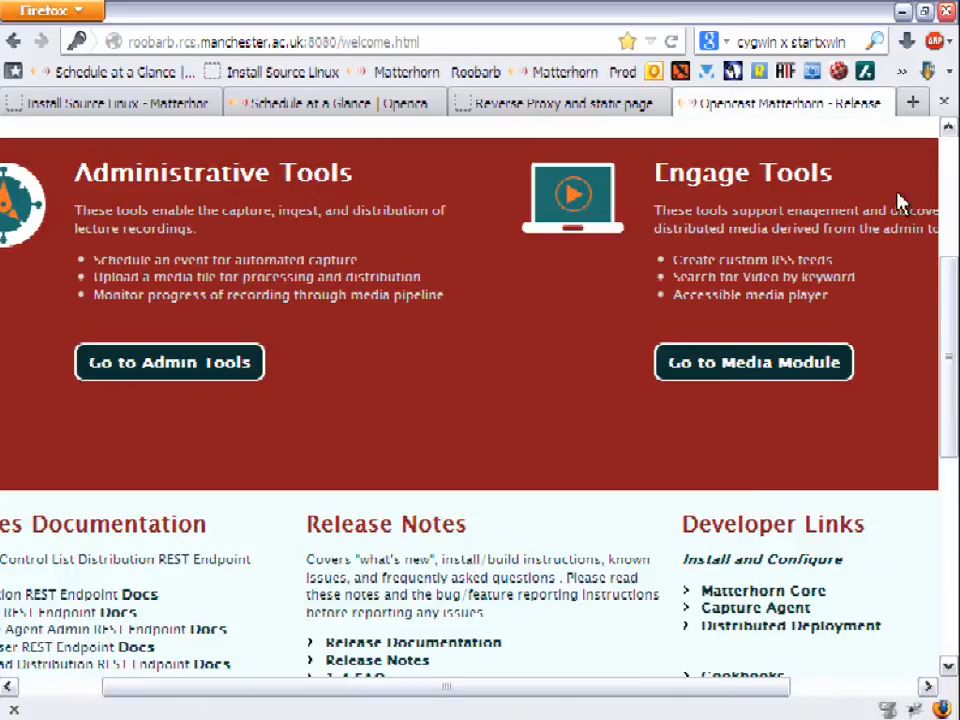 Firefox
roobarb.rcs.manchester.ac.uk:8080/welcome.html
cygwin x startxwin
Schedule at a Glance |...
Install Source Linux
Matterhorn
Roobarb
Matterhorn
Prod
Install Source Linux - Matterhor
Schedule at a Glance | Openca
Reverse Proxy and static page
Opencast Matterhorn - Release
Administrative Tools
These tools enable the capture, ingest, and distribution of
lecture recordings.
Schedule an event for automated capture
Upload a media file for processing and distribution
Monitor progress of recording through media pipeline
Go to Admin Tools
Engage Tools
These tools support enagement and discove
distributed media derived from the admin to
Create custom RSS feeds
Search for Video by keyword
Accessible media player
Go to Media Module
es Documentation
Control List Distribution REST Endpoint
ion REST Endpoint Docs
REST Endpoint Docs
Agent Admin REST Endpoint Docs
ser REST Endpoint Docs
ad Distribution REST Endpoint Docs
Release Notes
Covers "what's new", install/build instructions, known
issues, and frequently asked questions . Please read
these notes and the bug/feature reporting instructions
before reporting any issues.
Release Documentation
Release Notes
1.4 FAQ
Developer Links
Install and Configure
Matterhorn Core
Capture Agent
Distributed Deployment
Cookbooks